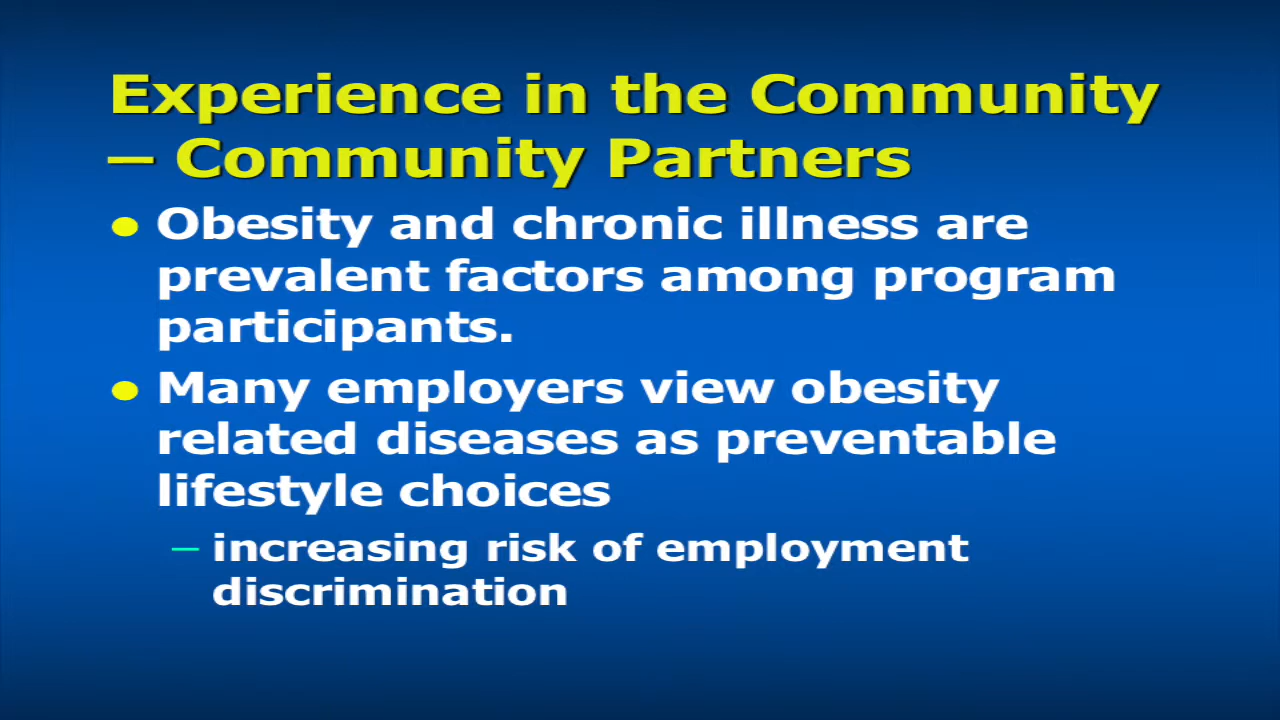 Experience in the Community
– Community Partners
● Obesity and chronic illness are
prevalent factors among program
participants.
● Many employers view obesity
related diseases as preventable
lifestyle choices
– increasing risk of employment
discrimination